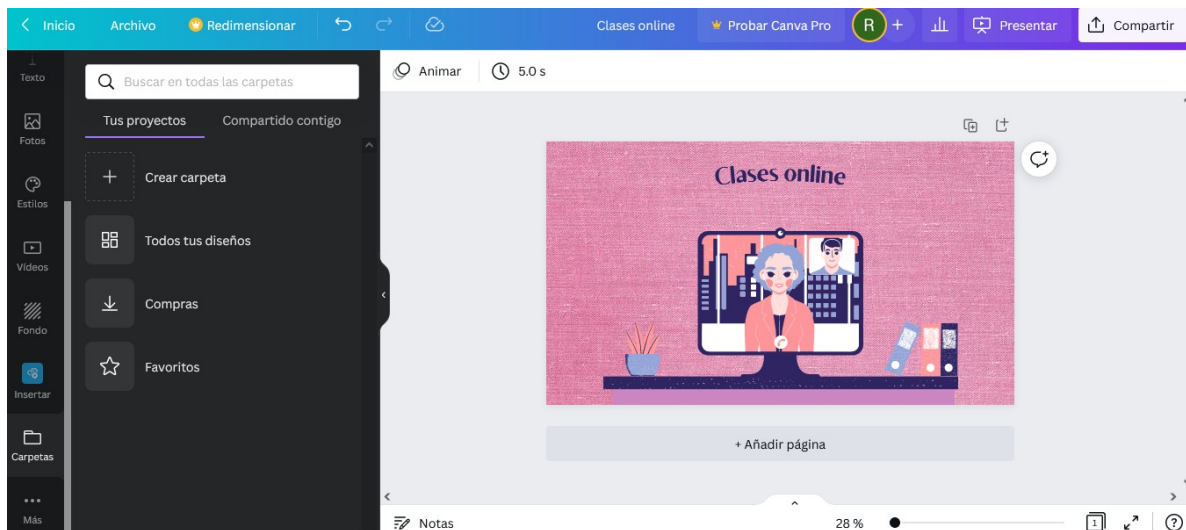 Inicio
Archivo
Redimensionar
Clases online
Probar Canva Pro
R
+
Presentar
Compartir
Texto
Fotos
Estilos
Vídeos
Fondo
Insertar
Carpetas
Más
Buscar en todas las carpetas
Tus proyectos
Compartido contigo
Crear carpeta
Todos tus diseños
Compras
Favoritos
Animar
5.0 s
Clases online
+ Añadir página
Notas
28 %
1
?